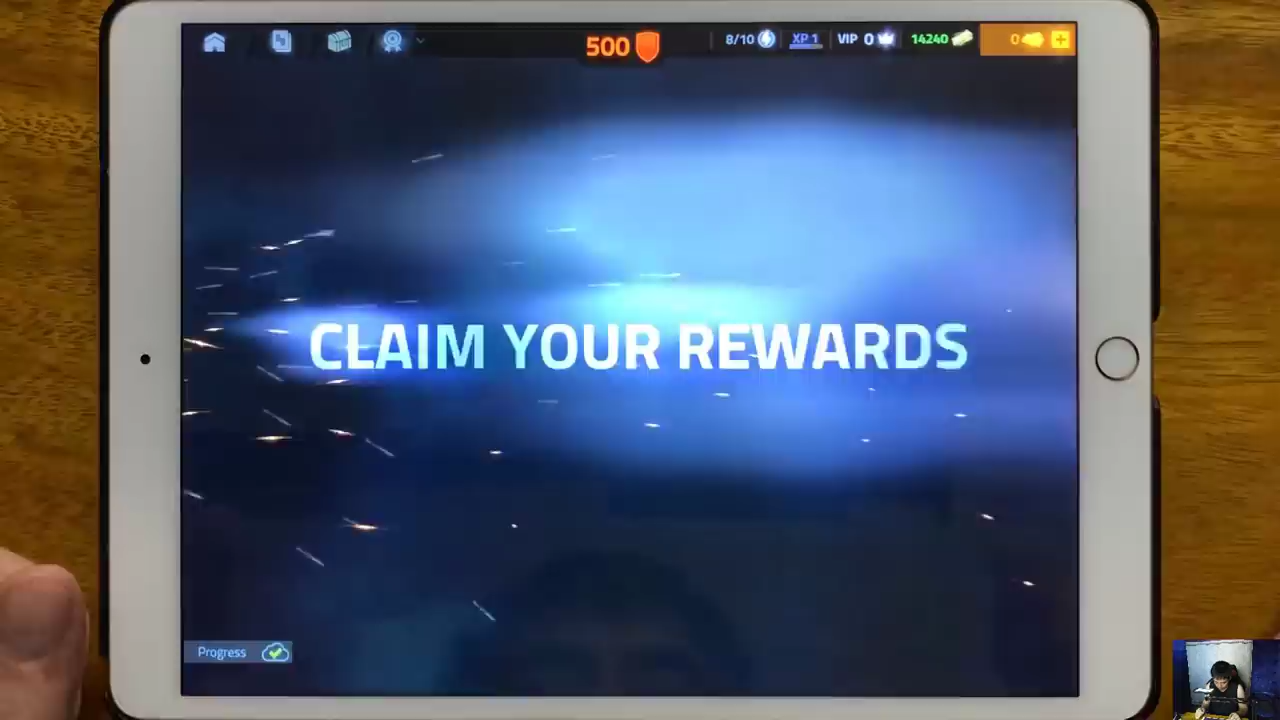 500
8/10
XP 1
VIP 0
14240
0
CLAIM YOUR REWARDS
Progress